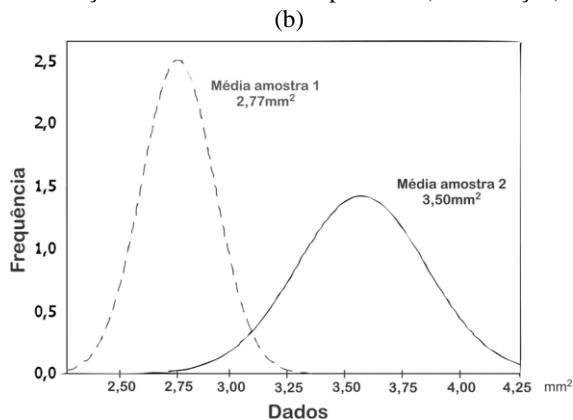 (b)
2,5
2,0
1,5
1,0
0,5
0,0
Frequência
Média amostra 1
2,77mm²
Média amostra 2
3,50mm²
2,50 2,75 3,00 3,25 3,50 3,75 4,00 4,25 mm²
Dados